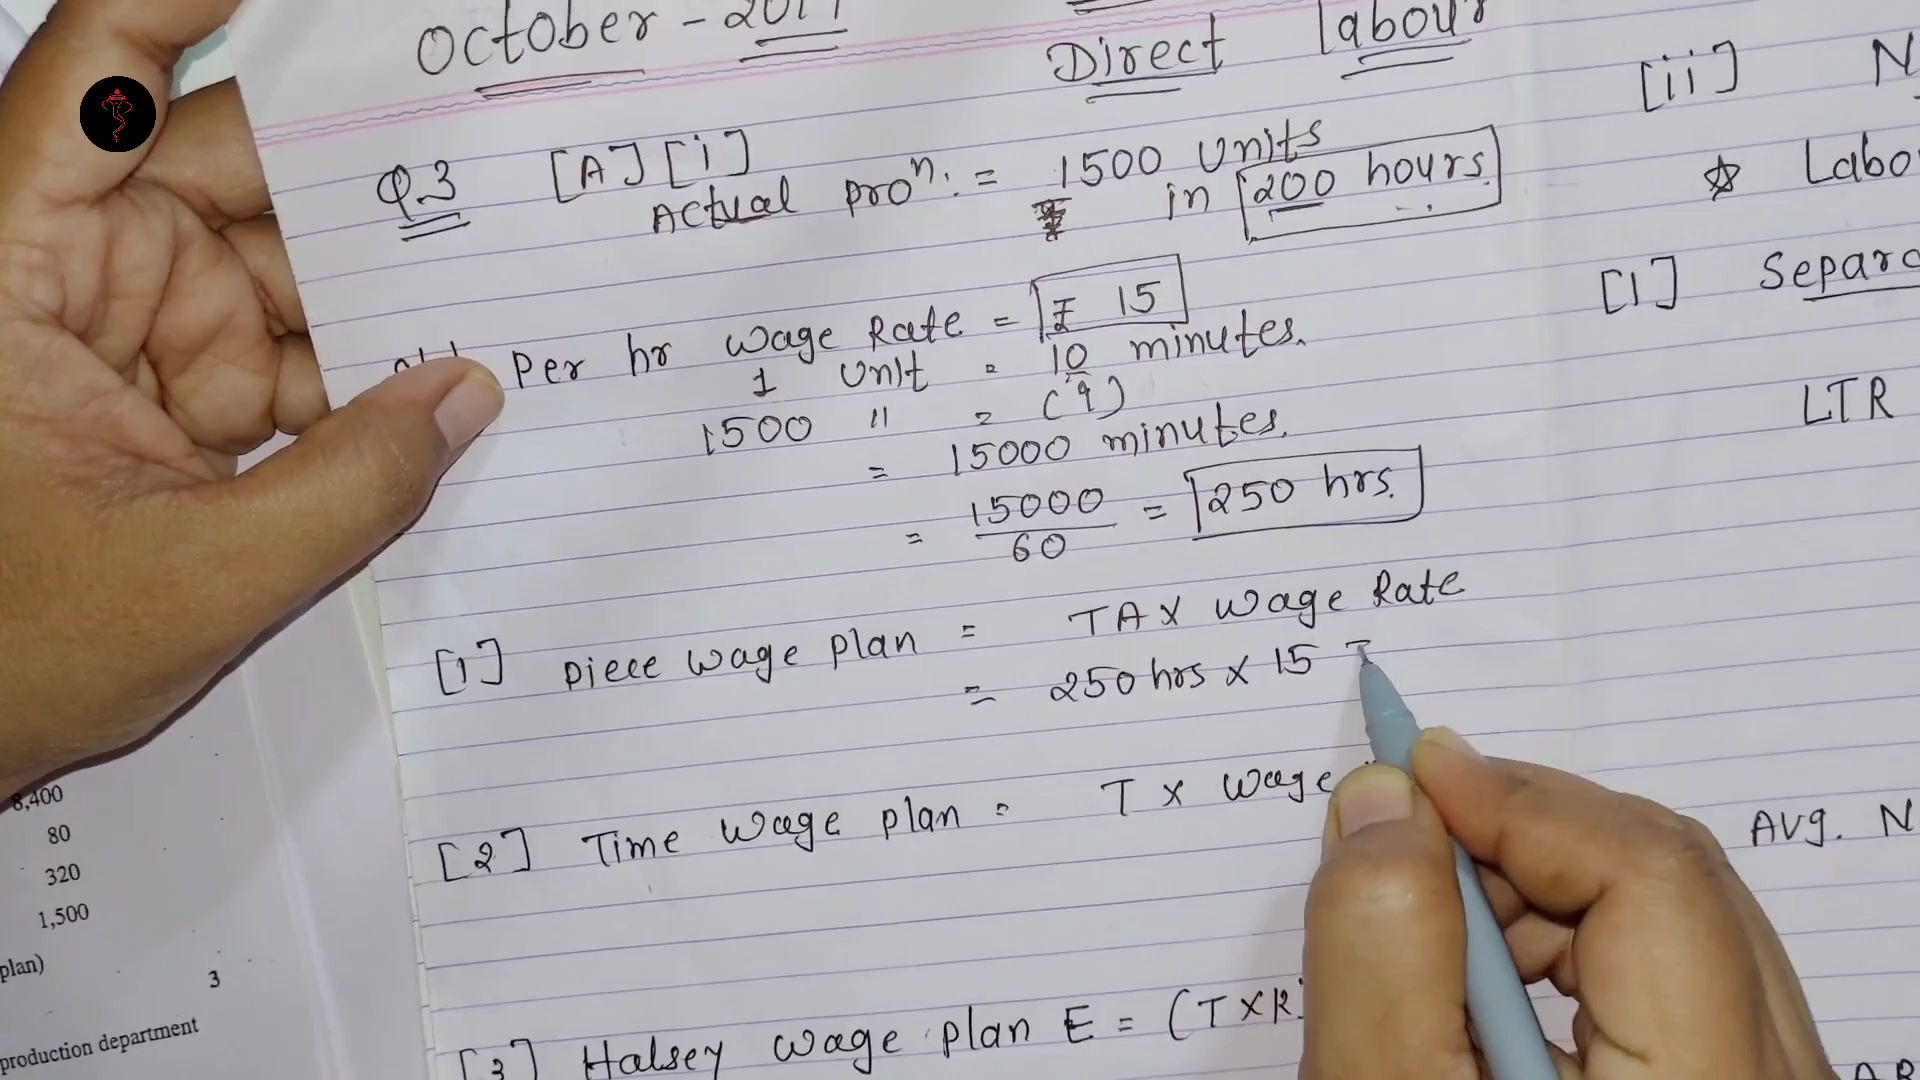 October - 2019
Direct Labour
Q.3 [A] [i]
Actual pro^n. = 1500 Units
in 200 hours.
Per hr wage Rate = ₹ 15
1 Unit = 10 minutes.
1500 " = (?)
= 15000 minutes.
= 15000/60 = 250 hrs.
[1] Piece wage plan = TA X wage Rate
= 250 hrs x 15
[2] Time wage plan = T X wage
[3] Halsey wage plan E = (T X R
[ii] N
☆ Labo
[1] Separa
LTR
Avg. N
8,400
80
320
1,500
plan)
3
production department